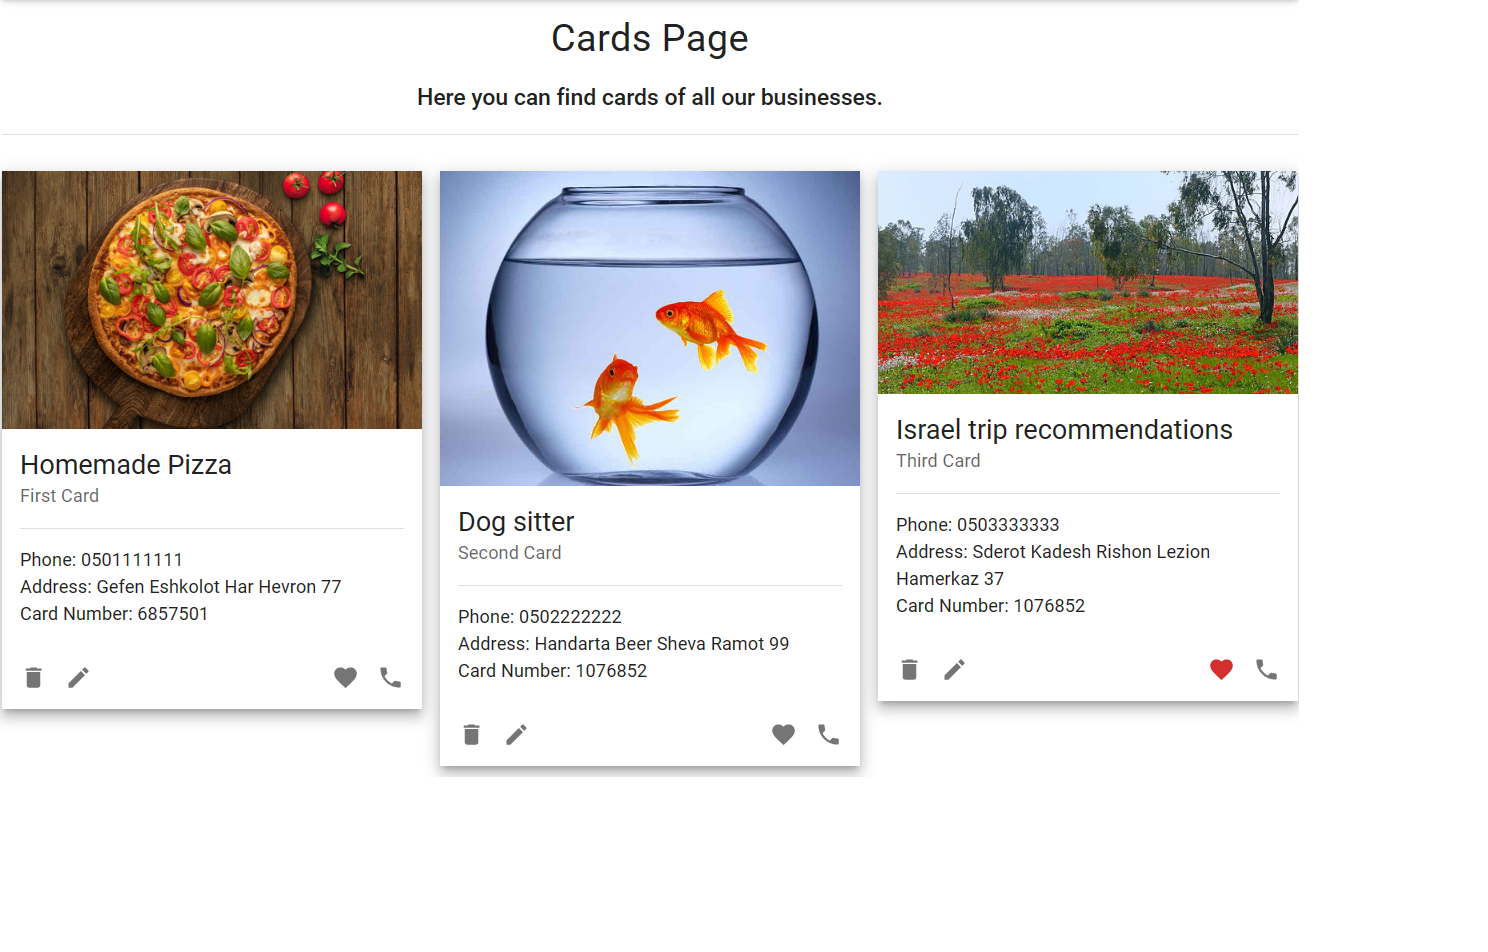 Cards Page
Here you can find cards of all our businesses.
Homemade Pizza
First Card
Phone: 0501111111
Address: Gefen Eshkolot Har Hevron 77
Card Number: 6857501
Dog sitter
Second Card
Phone: 0502222222
Address: Handarta Beer Sheva Ramot 99
Card Number: 1076852
Israel trip recommendations
Third Card
Phone: 0503333333
Address: Sderot Kadesh Rishon Lezion
Hamerkaz 37
Card Number: 1076852